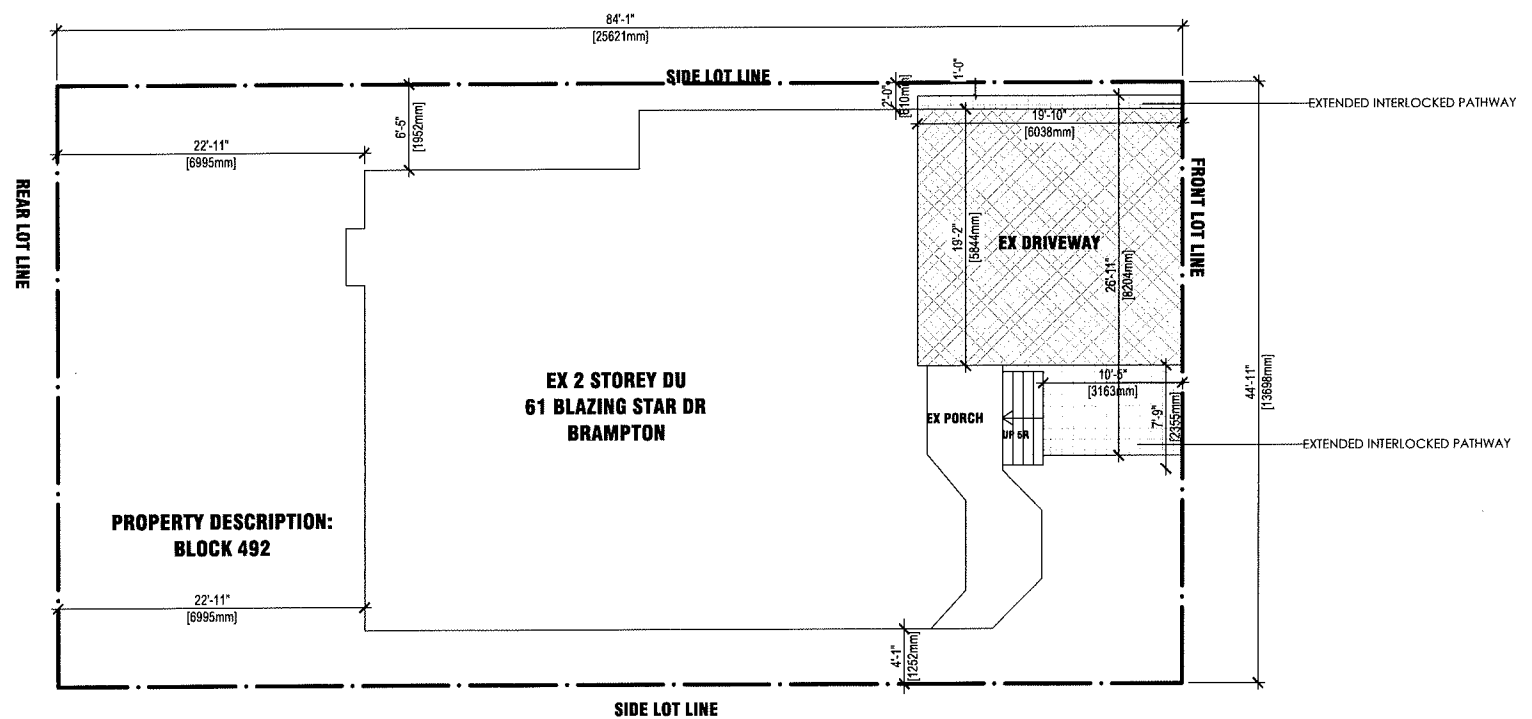 84'-1"
[25621mm]
SIDE LOT LINE
2'-0"
[610mm]
1'-0"
EXTENDED INTERLOCKED PATHWAY
6'-5"
[1952mm]
19'-10"
[6038mm]
22'-11"
[6995mm]
REAR LOT LINE
FRONT LOT LINE
19'-2"
[5844mm]
EX DRIVEWAY
26'-11"
[8204mm]
44'-11"
[13698mm]
EX 2 STOREY DU
61 BLAZING STAR DR
BRAMPTON
10'-5"
[3163mm]
EX PORCH
UP 6R
7'-9"
[2355mm]
EXTENDED INTERLOCKED PATHWAY
PROPERTY DESCRIPTION:
BLOCK 492
22'-11"
[6995mm]
4'-1"
[1252mm]
SIDE LOT LINE